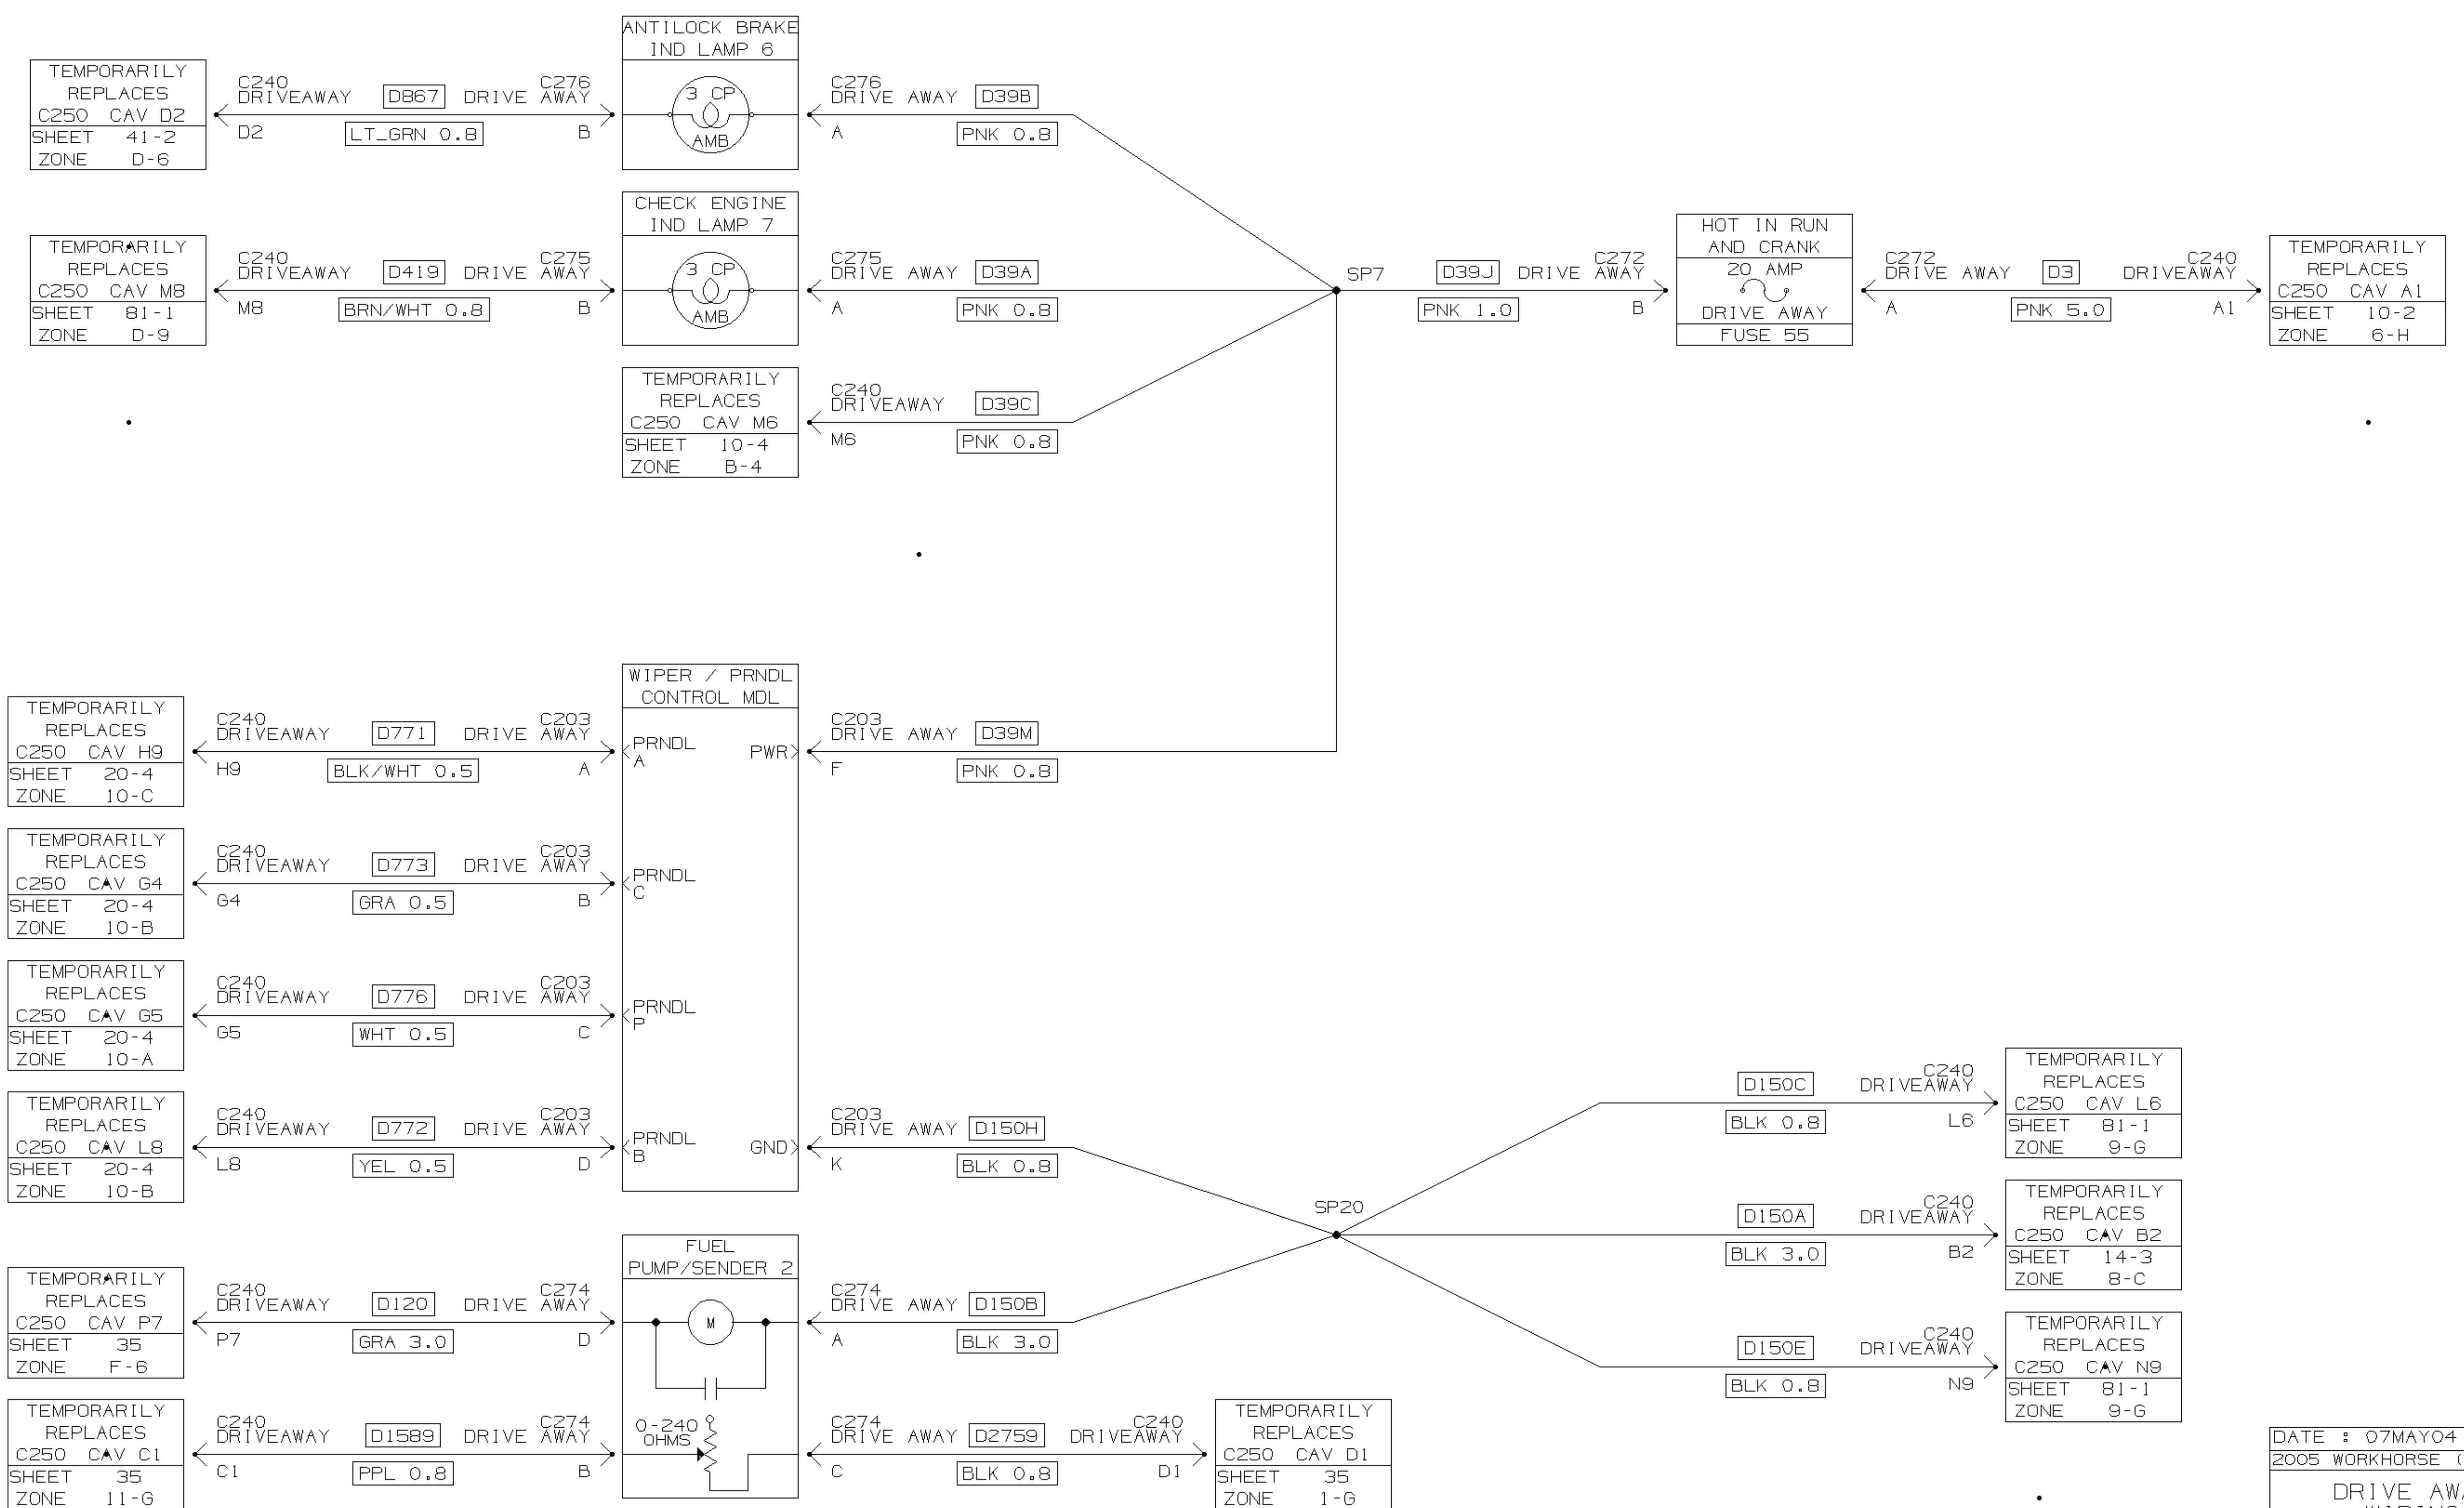 ANTILOCK BRAKE
IND LAMP 6
3 CP
AMB
TEMPORARILY
REPLACES
C250 CAV D2
SHEET 41-2
ZONE D-6
C240
DRIVEAWAY
D2
D867
LT_GRN 0.8
C276
DRIVE AWAY
B
C276
DRIVE AWAY
A
D39B
PNK 0.8
CHECK ENGINE
IND LAMP 7
3 CP
AMB
TEMPORARILY
REPLACES
C250 CAV M8
SHEET 81-1
ZONE D-9
C240
DRIVEAWAY
M8
D419
BRN/WHT 0.8
C275
DRIVE AWAY
B
C275
DRIVE AWAY
A
D39A
PNK 0.8
SP7
D39J
PNK 1.0
C272
DRIVE AWAY
B
HOT IN RUN
AND CRANK
20 AMP
DRIVE AWAY
FUSE 55
C272
DRIVE AWAY
A
D3
PNK 5.0
C240
DRIVEAWAY
A1
TEMPORARILY
REPLACES
C250 CAV A1
SHEET 10-2
ZONE 6-H
TEMPORARILY
REPLACES
C250 CAV M6
SHEET 10-4
ZONE B-4
C240
DRIVEAWAY
M6
D39C
PNK 0.8
WIPER / PRNDL
CONTROL MDL
TEMPORARILY
REPLACES
C250 CAV H9
SHEET 20-4
ZONE 10-C
C240
DRIVEAWAY
H9
D771
BLK/WHT 0.5
C203
DRIVE AWAY
A
PRNDL
A
PWR
C203
DRIVE AWAY
F
D39M
PNK 0.8
TEMPORARILY
REPLACES
C250 CAV G4
SHEET 20-4
ZONE 10-B
C240
DRIVEAWAY
G4
D773
GRA 0.5
C203
DRIVE AWAY
B
PRNDL
C
TEMPORARILY
REPLACES
C250 CAV G5
SHEET 20-4
ZONE 10-A
C240
DRIVEAWAY
G5
D776
WHT 0.5
C203
DRIVE AWAY
C
PRNDL
P
TEMPORARILY
REPLACES
C250 CAV L8
SHEET 20-4
ZONE 10-B
C240
DRIVEAWAY
L8
D772
YEL 0.5
C203
DRIVE AWAY
D
PRNDL
B
GND
C203
DRIVE AWAY
K
D150H
BLK 0.8
SP20
D150C
BLK 0.8
C240
DRIVEAWAY
L6
TEMPORARILY
REPLACES
C250 CAV L6
SHEET 81-1
ZONE 9-G
D150A
BLK 3.0
C240
DRIVEAWAY
B2
TEMPORARILY
REPLACES
C250 CAV B2
SHEET 14-3
ZONE 8-C
D150E
BLK 0.8
C240
DRIVEAWAY
N9
TEMPORARILY
REPLACES
C250 CAV N9
SHEET 81-1
ZONE 9-G
FUEL
PUMP/SENDER 2
M
TEMPORARILY
REPLACES
C250 CAV P7
SHEET 35
ZONE F-6
C240
DRIVEAWAY
P7
D120
GRA 3.0
C274
DRIVE AWAY
D
C274
DRIVE AWAY
A
D150B
BLK 3.0
TEMPORARILY
REPLACES
C250 CAV C1
SHEET 35
ZONE 11-G
C240
DRIVEAWAY
C1
D1589
PPL 0.8
C274
DRIVE AWAY
B
0-240
OHMS
C274
DRIVE AWAY
C
D2759
BLK 0.8
C240
DRIVEAWAY
D1
TEMPORARILY
REPLACES
C250 CAV D1
SHEET 35
ZONE 1-G
DATE : 07MAY04
2005 WORKHORSE (
DRIVE